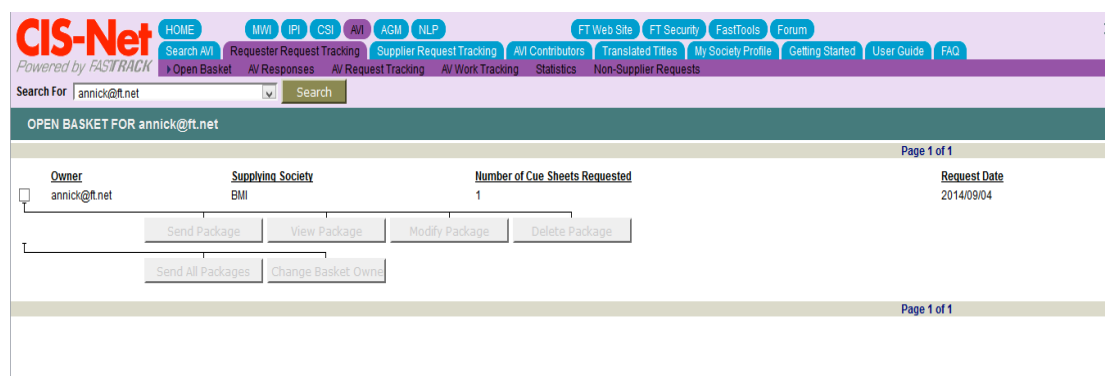 CIS-Net
Powered by FASTRACK
HOME MWI IPI CSI AVI AGM NLP FT Web Site FT Security FastTools Forum
Search AVI Requester Request Tracking Supplier Request Tracking AVI Contributors Translated Titles My Society Profile Getting Started User Guide FAQ
Open Basket AV Responses AV Request Tracking AV Work Tracking Statistics Non-Supplier Requests
Search For annick@ft.net Search
OPEN BASKET FOR annick@ft.net
Page 1 of 1
Owner Supplying Society Number of Cue Sheets Requested Request Date
annick@ft.net BMI 1 2014/09/04
Send Package View Package Modify Package Delete Package
Send All Packages Change Basket Owne
Page 1 of 1